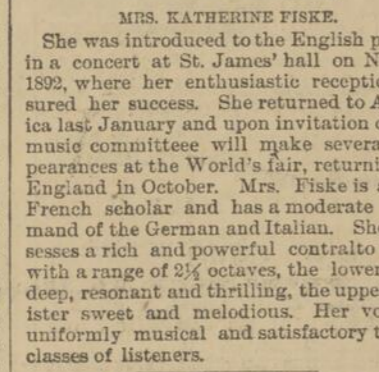 MRS. KATHERINE FISKE.
She was introduced to the English p
in a concert at St. James' hall on N
1892, where her enthusiastic recepti
sured her success. She returned to A
ica last January and upon invitation
music committeee will make severa
pearances at the World's fair, returni
England in October. Mrs. Fiske is
French scholar and has a moderate
mand of the German and Italian. She
sesses a rich and powerful contralto
with a range of 2½ octaves, the lower
deep, resonant and thrilling, the uppe
ister sweet and melodious. Her vo
uniformly musical and satisfactory t
classes of listeners.